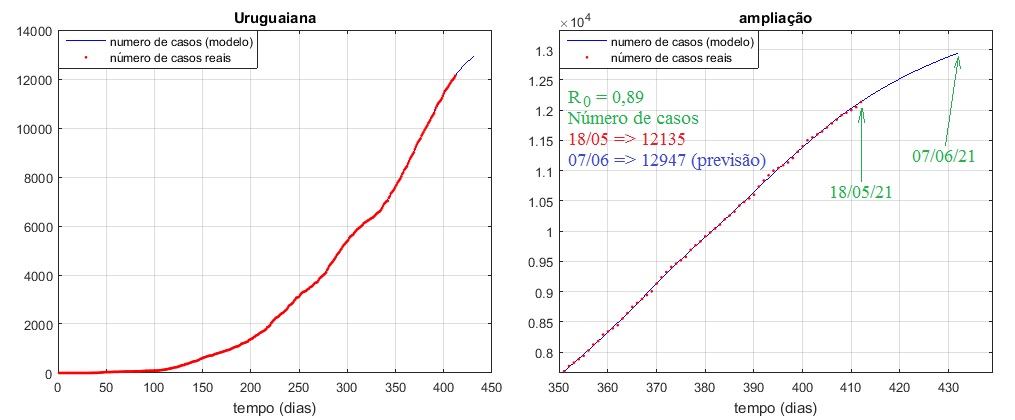 Uruguaiana
14000
12000
10000
8000
6000
4000
2000
0
numero de casos (modelo)
número de casos reais
0 50 100 150 200 250 300 350 400 450
tempo (dias)
ampliação
×10⁴
1.3
1.25
1.2
1.15
1.1
1.05
1
0.95
0.9
0.85
0.8
numero de casos (modelo)
número de casos reais
R₀ = 0,89
Número de casos
18/05 => 12135
07/06 => 12947 (previsão)
07/06/21
18/05/21
350 360 370 380 390 400 410 420 430
tempo (dias)